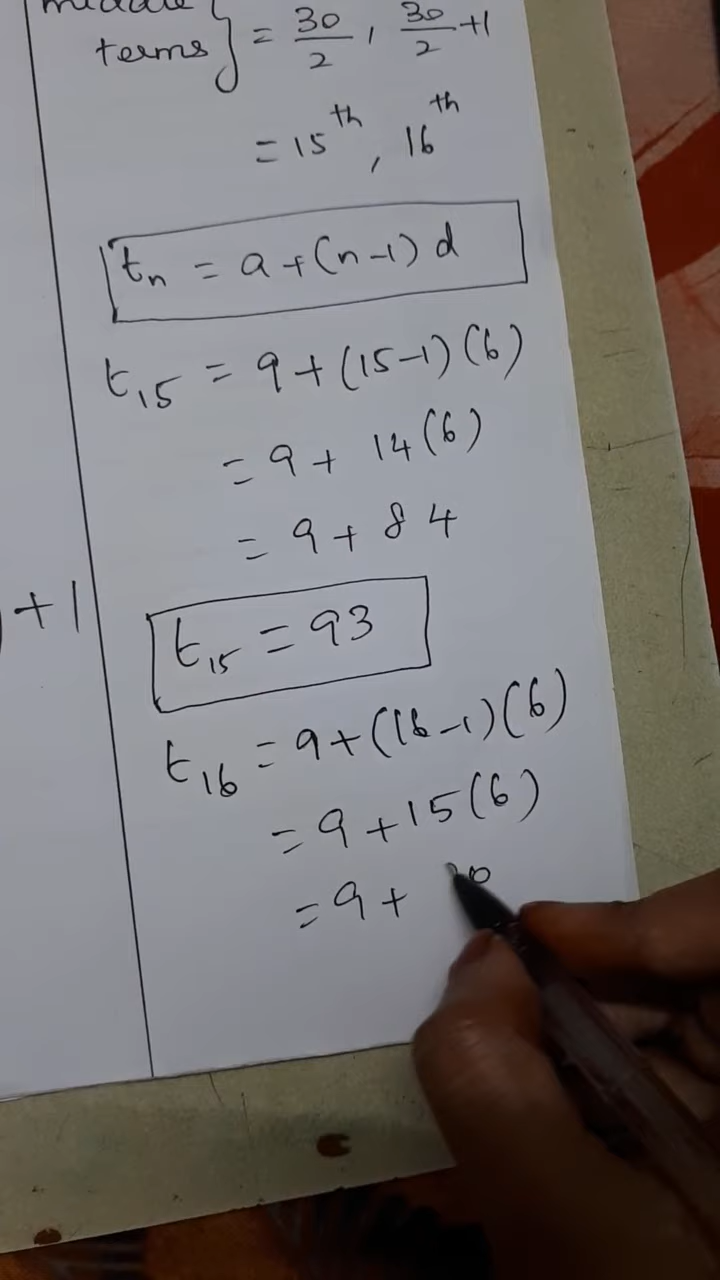 middle
terms } = 30/2, 30/2 +1
= 15th, 16th
tn = a+(n-1) d
t15 = 9+(15-1)(6)
= 9+ 14(6)
= 9+ 84
+1
t15 = 93
t16 = 9+(16-1)(6)
= 9+15(6)
= 9+